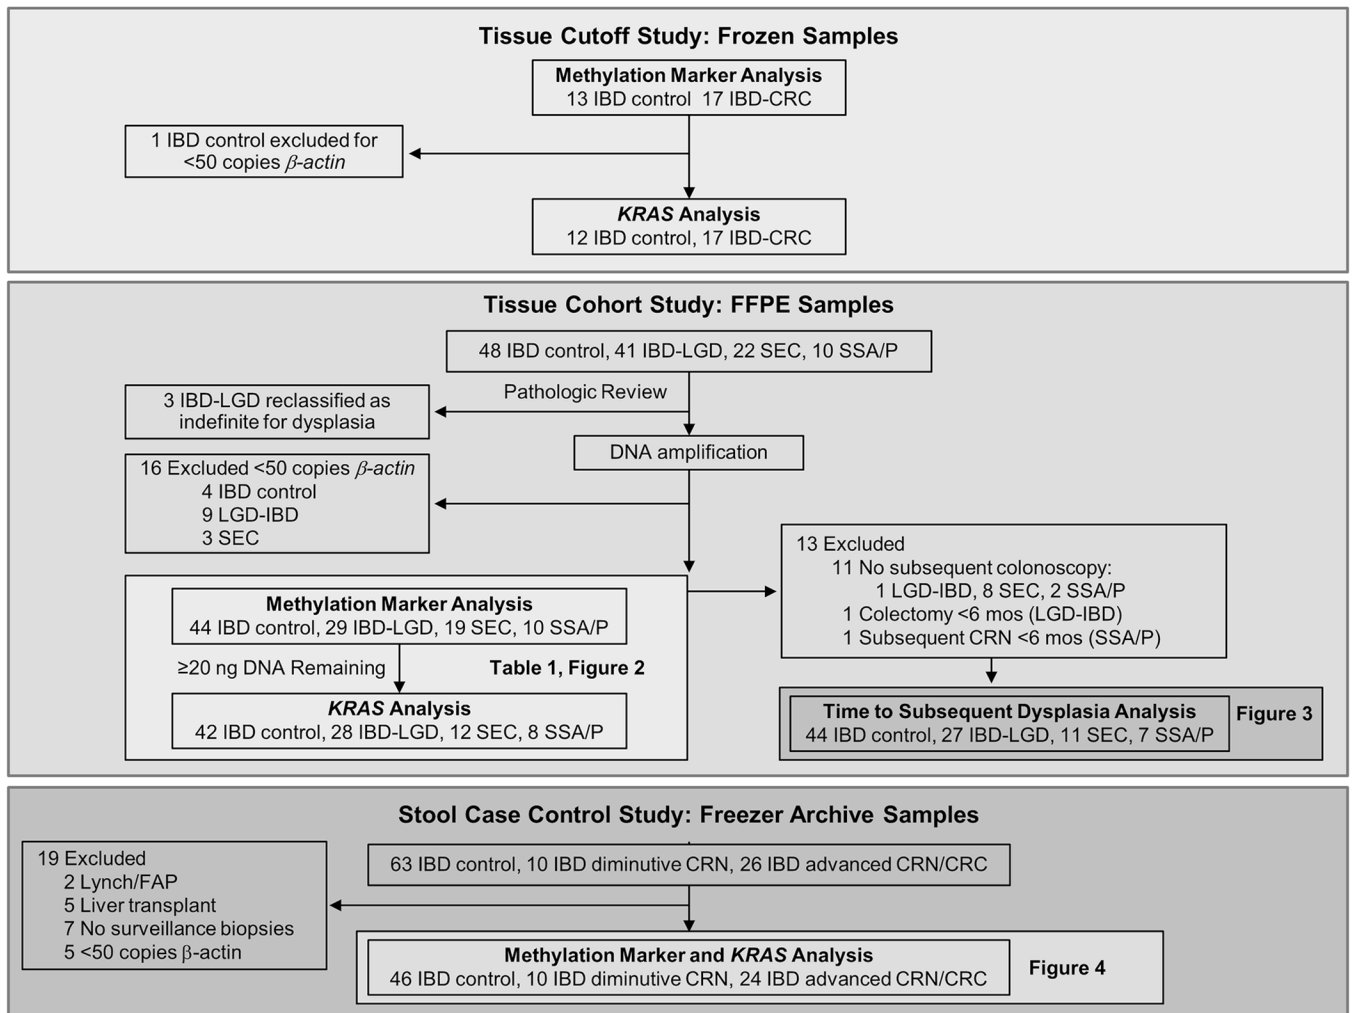 Tissue Cutoff Study: Frozen Samples
Methylation Marker Analysis
13 IBD control 17 IBD-CRC
1 IBD control excluded for
<50 copies β-actin
KRAS Analysis
12 IBD control, 17 IBD-CRC
Tissue Cohort Study: FFPE Samples
48 IBD control, 41 IBD-LGD, 22 SEC, 10 SSA/P
Pathologic Review
3 IBD-LGD reclassified as
indefinite for dysplasia
DNA amplification
16 Excluded <50 copies β-actin
4 IBD control
9 LGD-IBD
3 SEC
13 Excluded
11 No subsequent colonoscopy:
1 LGD-IBD, 8 SEC, 2 SSA/P
1 Colectomy <6 mos (LGD-IBD)
1 Subsequent CRN <6 mos (SSA/P)
Methylation Marker Analysis
44 IBD control, 29 IBD-LGD, 19 SEC, 10 SSA/P
≥20 ng DNA Remaining
Table 1, Figure 2
KRAS Analysis
42 IBD control, 28 IBD-LGD, 12 SEC, 8 SSA/P
Time to Subsequent Dysplasia Analysis
44 IBD control, 27 IBD-LGD, 11 SEC, 7 SSA/P
Figure 3
Stool Case Control Study: Freezer Archive Samples
63 IBD control, 10 IBD diminutive CRN, 26 IBD advanced CRN/CRC
19 Excluded
2 Lynch/FAP
5 Liver transplant
7 No surveillance biopsies
5 <50 copies β-actin
Methylation Marker and KRAS Analysis
46 IBD control, 10 IBD diminutive CRN, 24 IBD advanced CRN/CRC
Figure 4